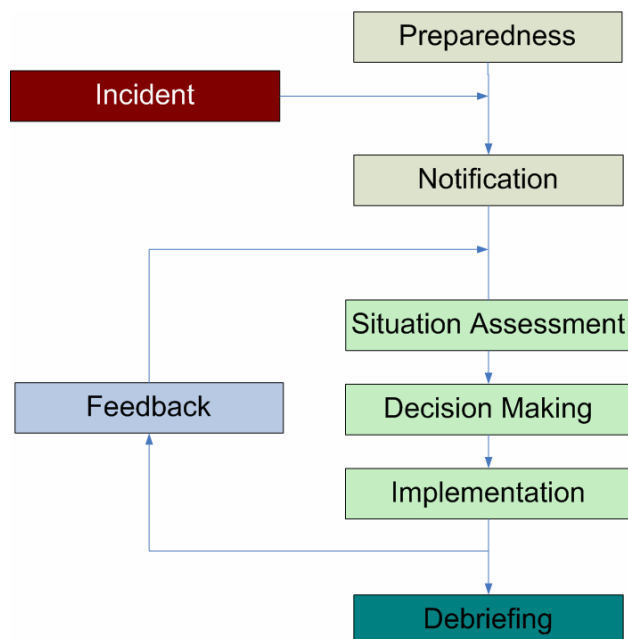 Preparedness
Incident
Notification
Situation Assessment
Feedback
Decision Making
Implementation
Debriefing